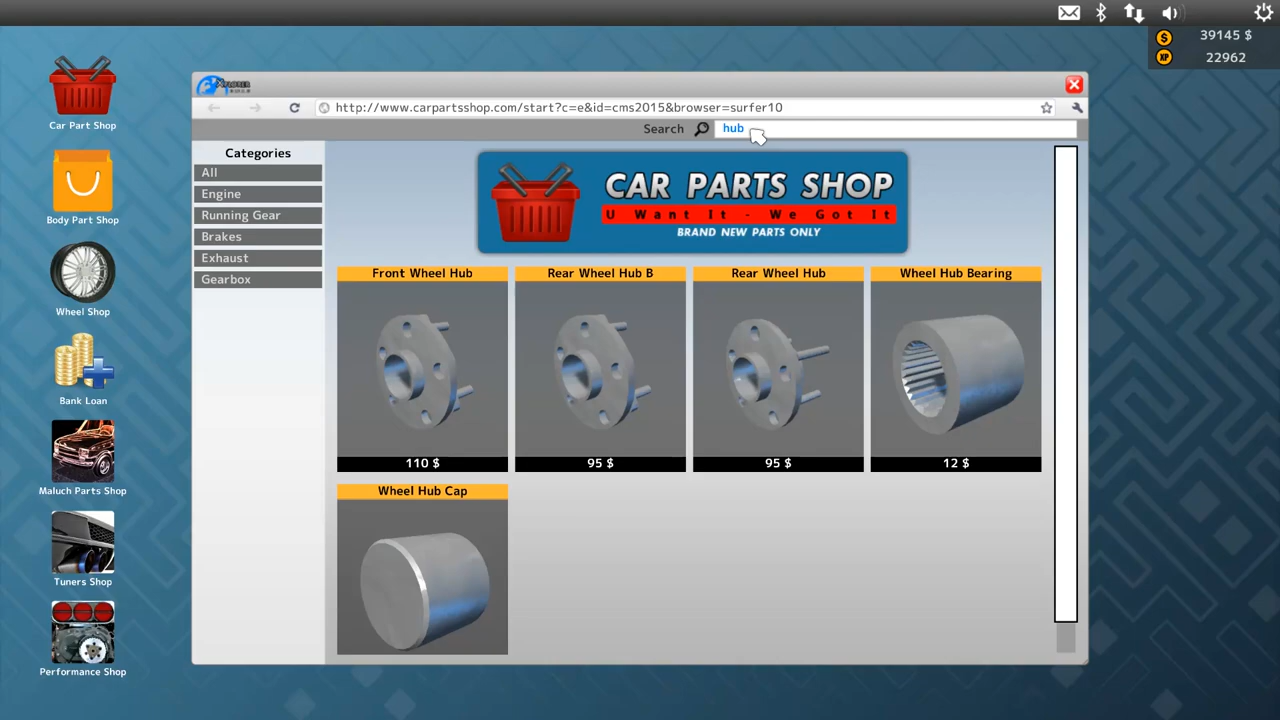 39145 $
22962
Car Part Shop
Body Part Shop
Wheel Shop
Bank Loan
Maluch Parts Shop
Tuners Shop
Performance Shop
http://www.carpartsshop.com/start?c=e&id=cms2015&browser=surfer10
Search hub
Categories
All
Engine
Running Gear
Brakes
Exhaust
Gearbox
CAR PARTS SHOP
U Want It - We Got It
BRAND NEW PARTS ONLY
Front Wheel Hub
110 $
Rear Wheel Hub B
95 $
Rear Wheel Hub
95 $
Wheel Hub Bearing
12 $
Wheel Hub Cap